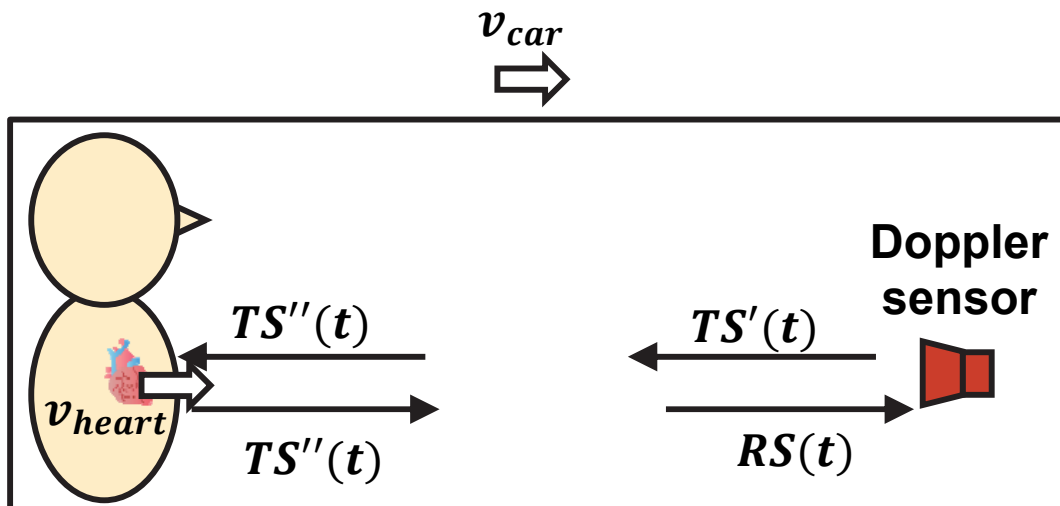 v_car
Doppler
sensor
TS''(t)
TS'(t)
v_heart
TS''(t)
RS(t)